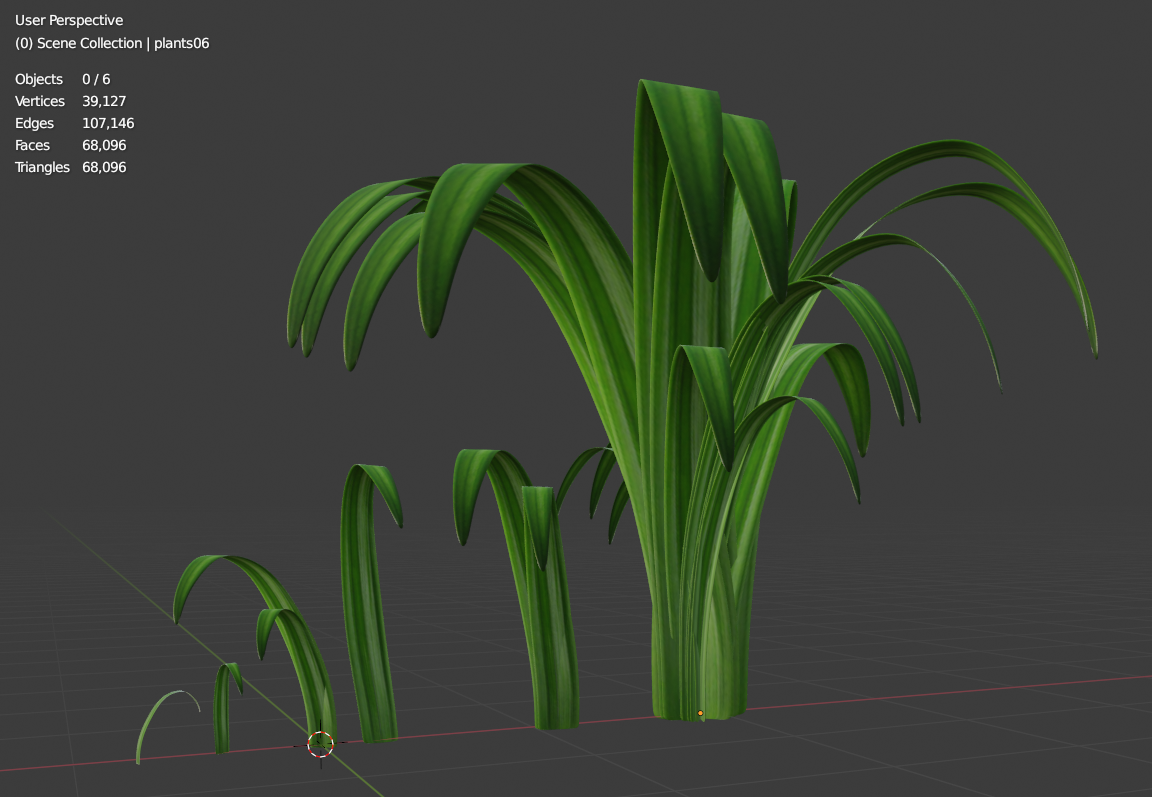 User Perspective
(0) Scene Collection | plants06
Objects 0 / 6
Vertices 39,127
Edges 107,146
Faces 68,096
Triangles 68,096